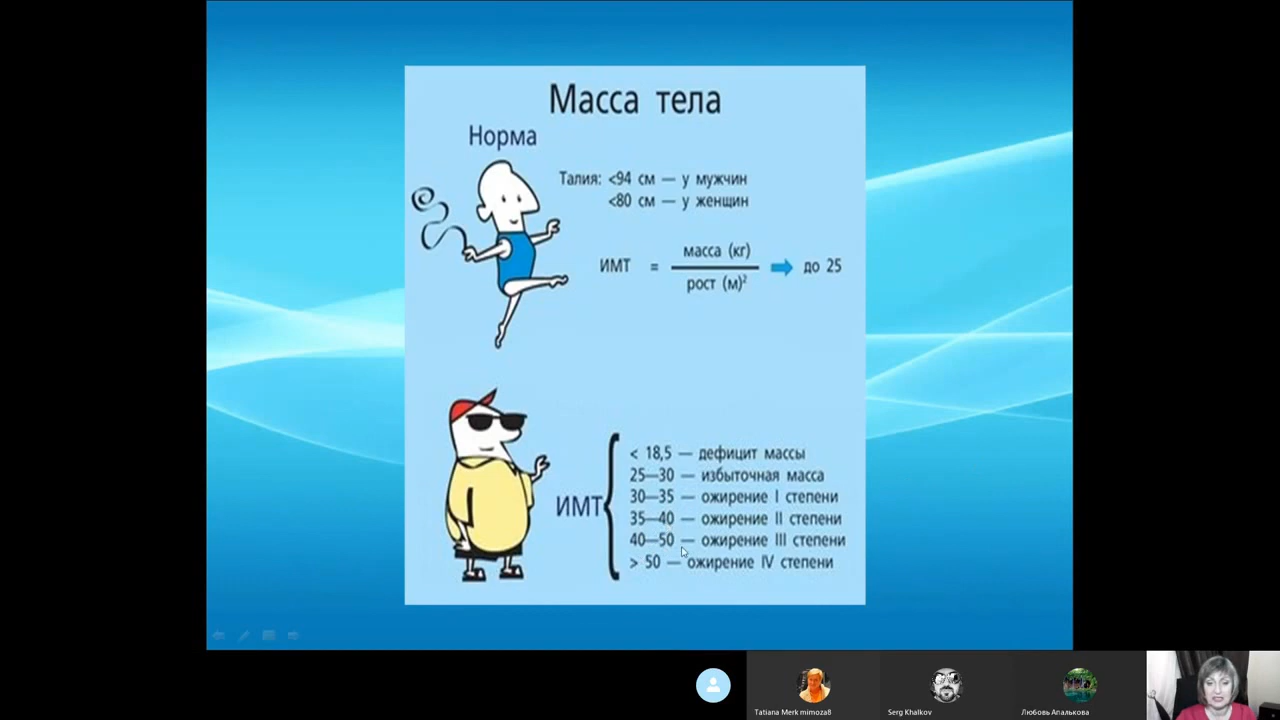 Масса тела
Норма
Талия: <94 см — у мужчин
<80 см — у женщин
ИМТ = масса (кг) / рост (м)² до 25
ИМТ
< 18,5 — дефицит массы
25—30 — избыточная масса
30—35 — ожирение I степени
35—40 — ожирение II степени
40—50 — ожирение III степени
> 50 — ожирение IV степени
Tatiana Merk mimoza8
Serg Khalkov
Любовь Апалькова